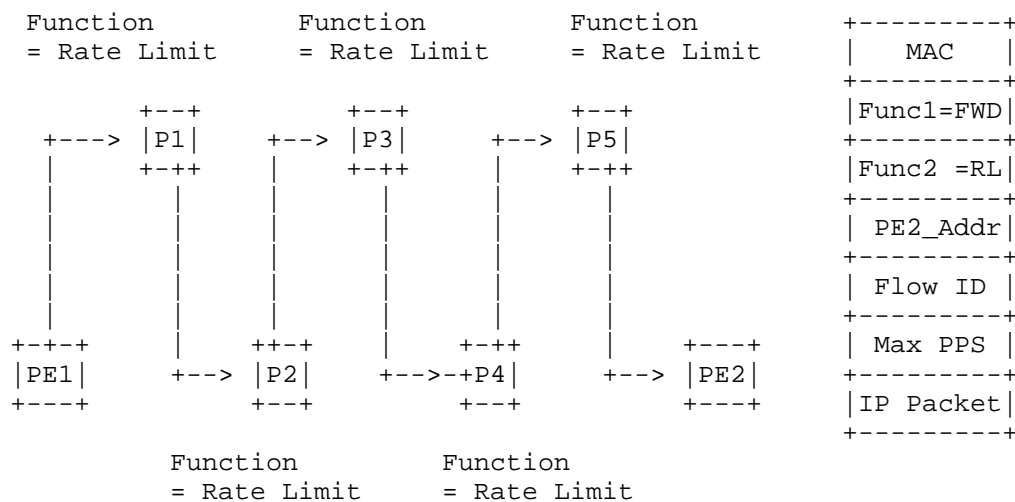 Function Function Function
= Rate Limit = Rate Limit = Rate Limit
MAC
Func1=FWD
P1 P3 P5
Func2 =RL
PE2_Addr
Flow ID
Max PPS
PE1 P2 P4 PE2
IP Packet
Function Function
= Rate Limit = Rate Limit